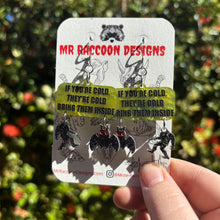 MR RACCOON DESIGNS
IF YOU'RE COLD,
THEY'RE COLD
BRING THEM INSIDE
IF YOU'RE COLD,
THEY'RE COLD
BRING THEM INSIDE